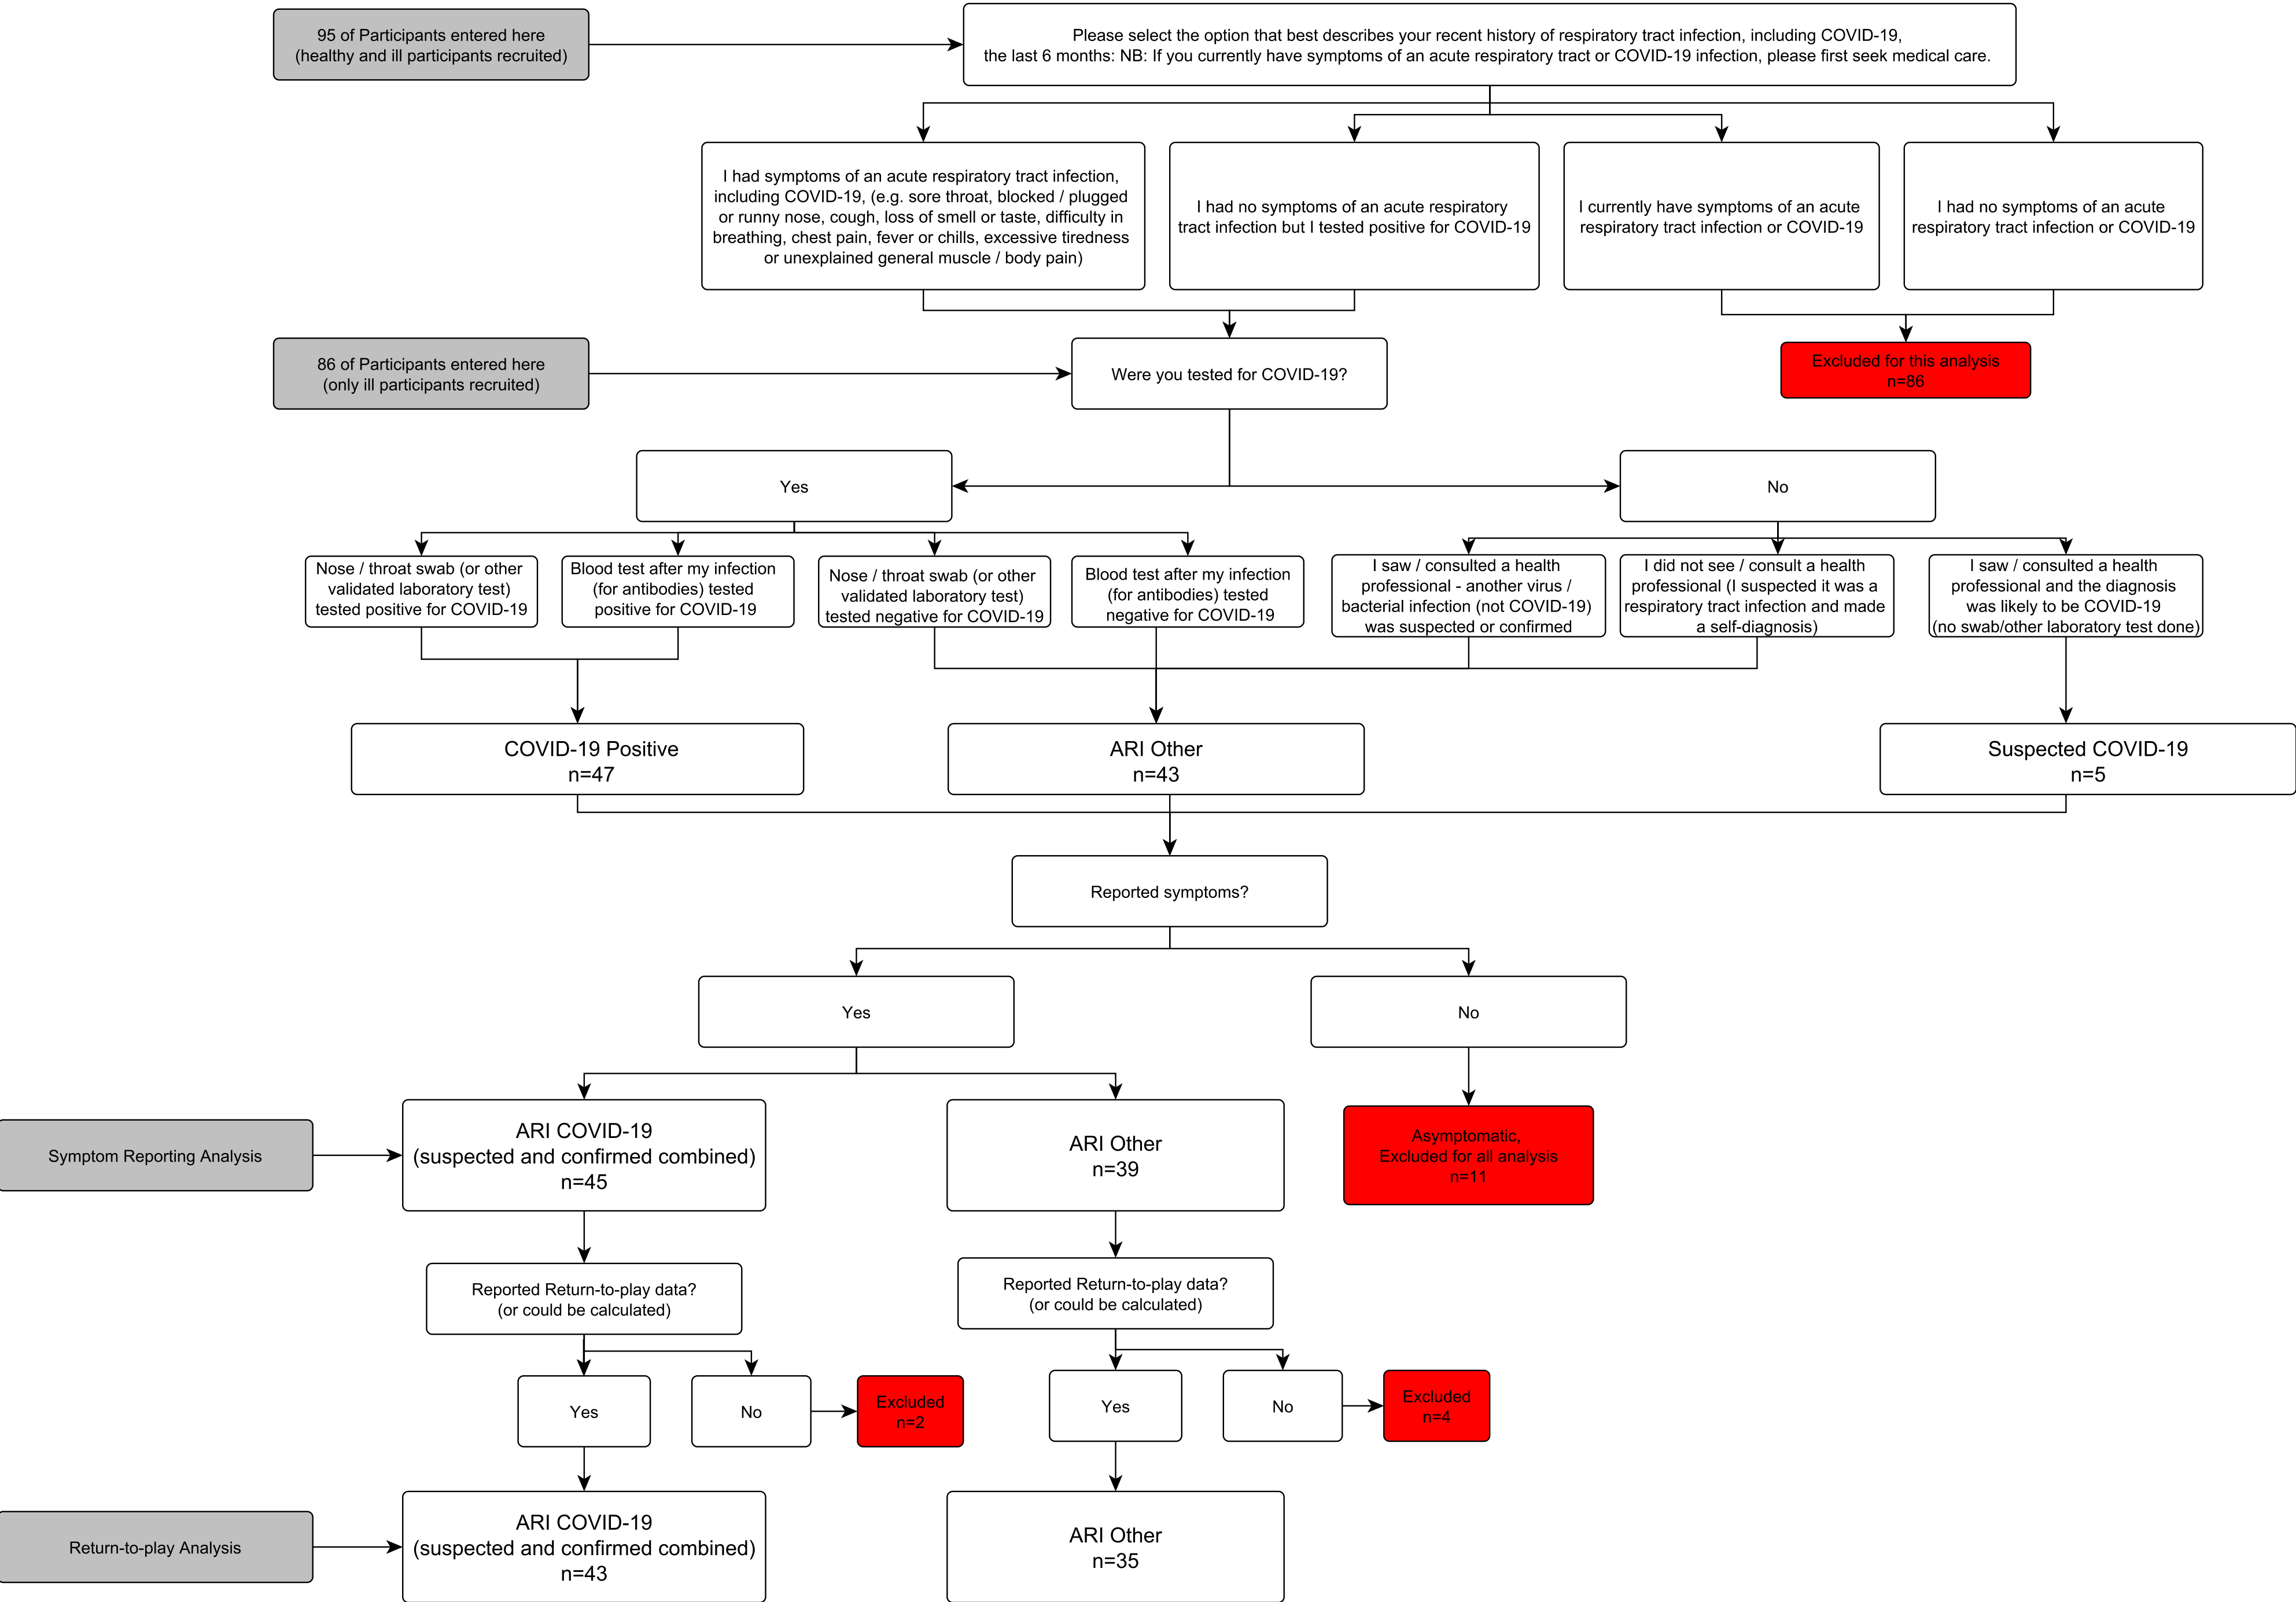 95 of Participants entered here
(healthy and ill participants recruited)
Please select the option that best describes your recent history of respiratory tract infection, including COVID-19,
the last 6 months: NB: If you currently have symptoms of an acute respiratory tract or COVID-19 infection, please first seek medical care.
I had symptoms of an acute respiratory tract infection,
including COVID-19, (e.g. sore throat, blocked / plugged
or runny nose, cough, loss of smell or taste, difficulty in
breathing, chest pain, fever or chills, excessive tiredness
or unexplained general muscle / body pain)
I had no symptoms of an acute respiratory
tract infection but I tested positive for COVID-19
I currently have symptoms of an acute
respiratory tract infection or COVID-19
I had no symptoms of an acute
respiratory tract infection or COVID-19
86 of Participants entered here
(only ill participants recruited)
Were you tested for COVID-19?
Excluded for this analysis
n=86
Yes
No
Nose / throat swab (or other
validated laboratory test)
tested positive for COVID-19
Blood test after my infection
(for antibodies) tested
positive for COVID-19
Nose / throat swab (or other
validated laboratory test)
tested negative for COVID-19
Blood test after my infection
(for antibodies) tested
negative for COVID-19
I saw / consulted a health
professional - another virus /
bacterial infection (not COVID-19)
was suspected or confirmed
I did not see / consult a health
professional (I suspected it was a
respiratory tract infection and made
a self-diagnosis)
I saw / consulted a health
professional and the diagnosis
was likely to be COVID-19
(no swab/other laboratory test done)
COVID-19 Positive
n=47
ARI Other
n=43
Suspected COVID-19
n=5
Reported symptoms?
Yes
No
Symptom Reporting Analysis
ARI COVID-19
(suspected and confirmed combined)
n=45
ARI Other
n=39
Asymptomatic,
Excluded for all analysis
n=11
Reported Return-to-play data?
(or could be calculated)
Reported Return-to-play data?
(or could be calculated)
Yes
No
Excluded
n=2
Yes
No
Excluded
n=4
Return-to-play Analysis
ARI COVID-19
(suspected and confirmed combined)
n=43
ARI Other
n=35